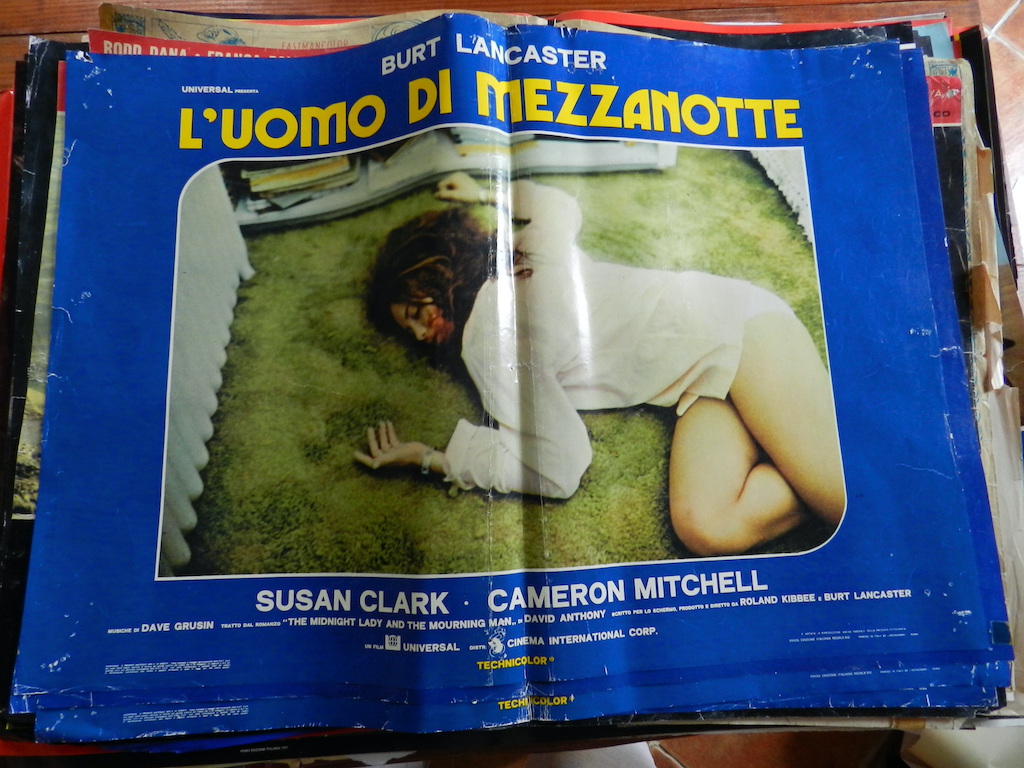 EASTMANCOLOR
BURT LANCASTER
UNIVERSAL PRESENTA
L'UOMO DI MEZZANOTTE
SUSAN CLARK · CAMERON MITCHELL
MUSICHE DI DAVE GRUSIN TRATTO DAL ROMANZO "THE MIDNIGHT LADY AND THE MOURNING MAN" DI DAVID ANTHONY SCRITTO PER LO SCHERMO, PRODOTTO E DIRETTO DA ROLAND KIBBEE E BURT LANCASTER
UN FILM UNIVERSAL DISTR. CINEMA INTERNATIONAL CORP.
TECHNICOLOR
TECHNICOLOR